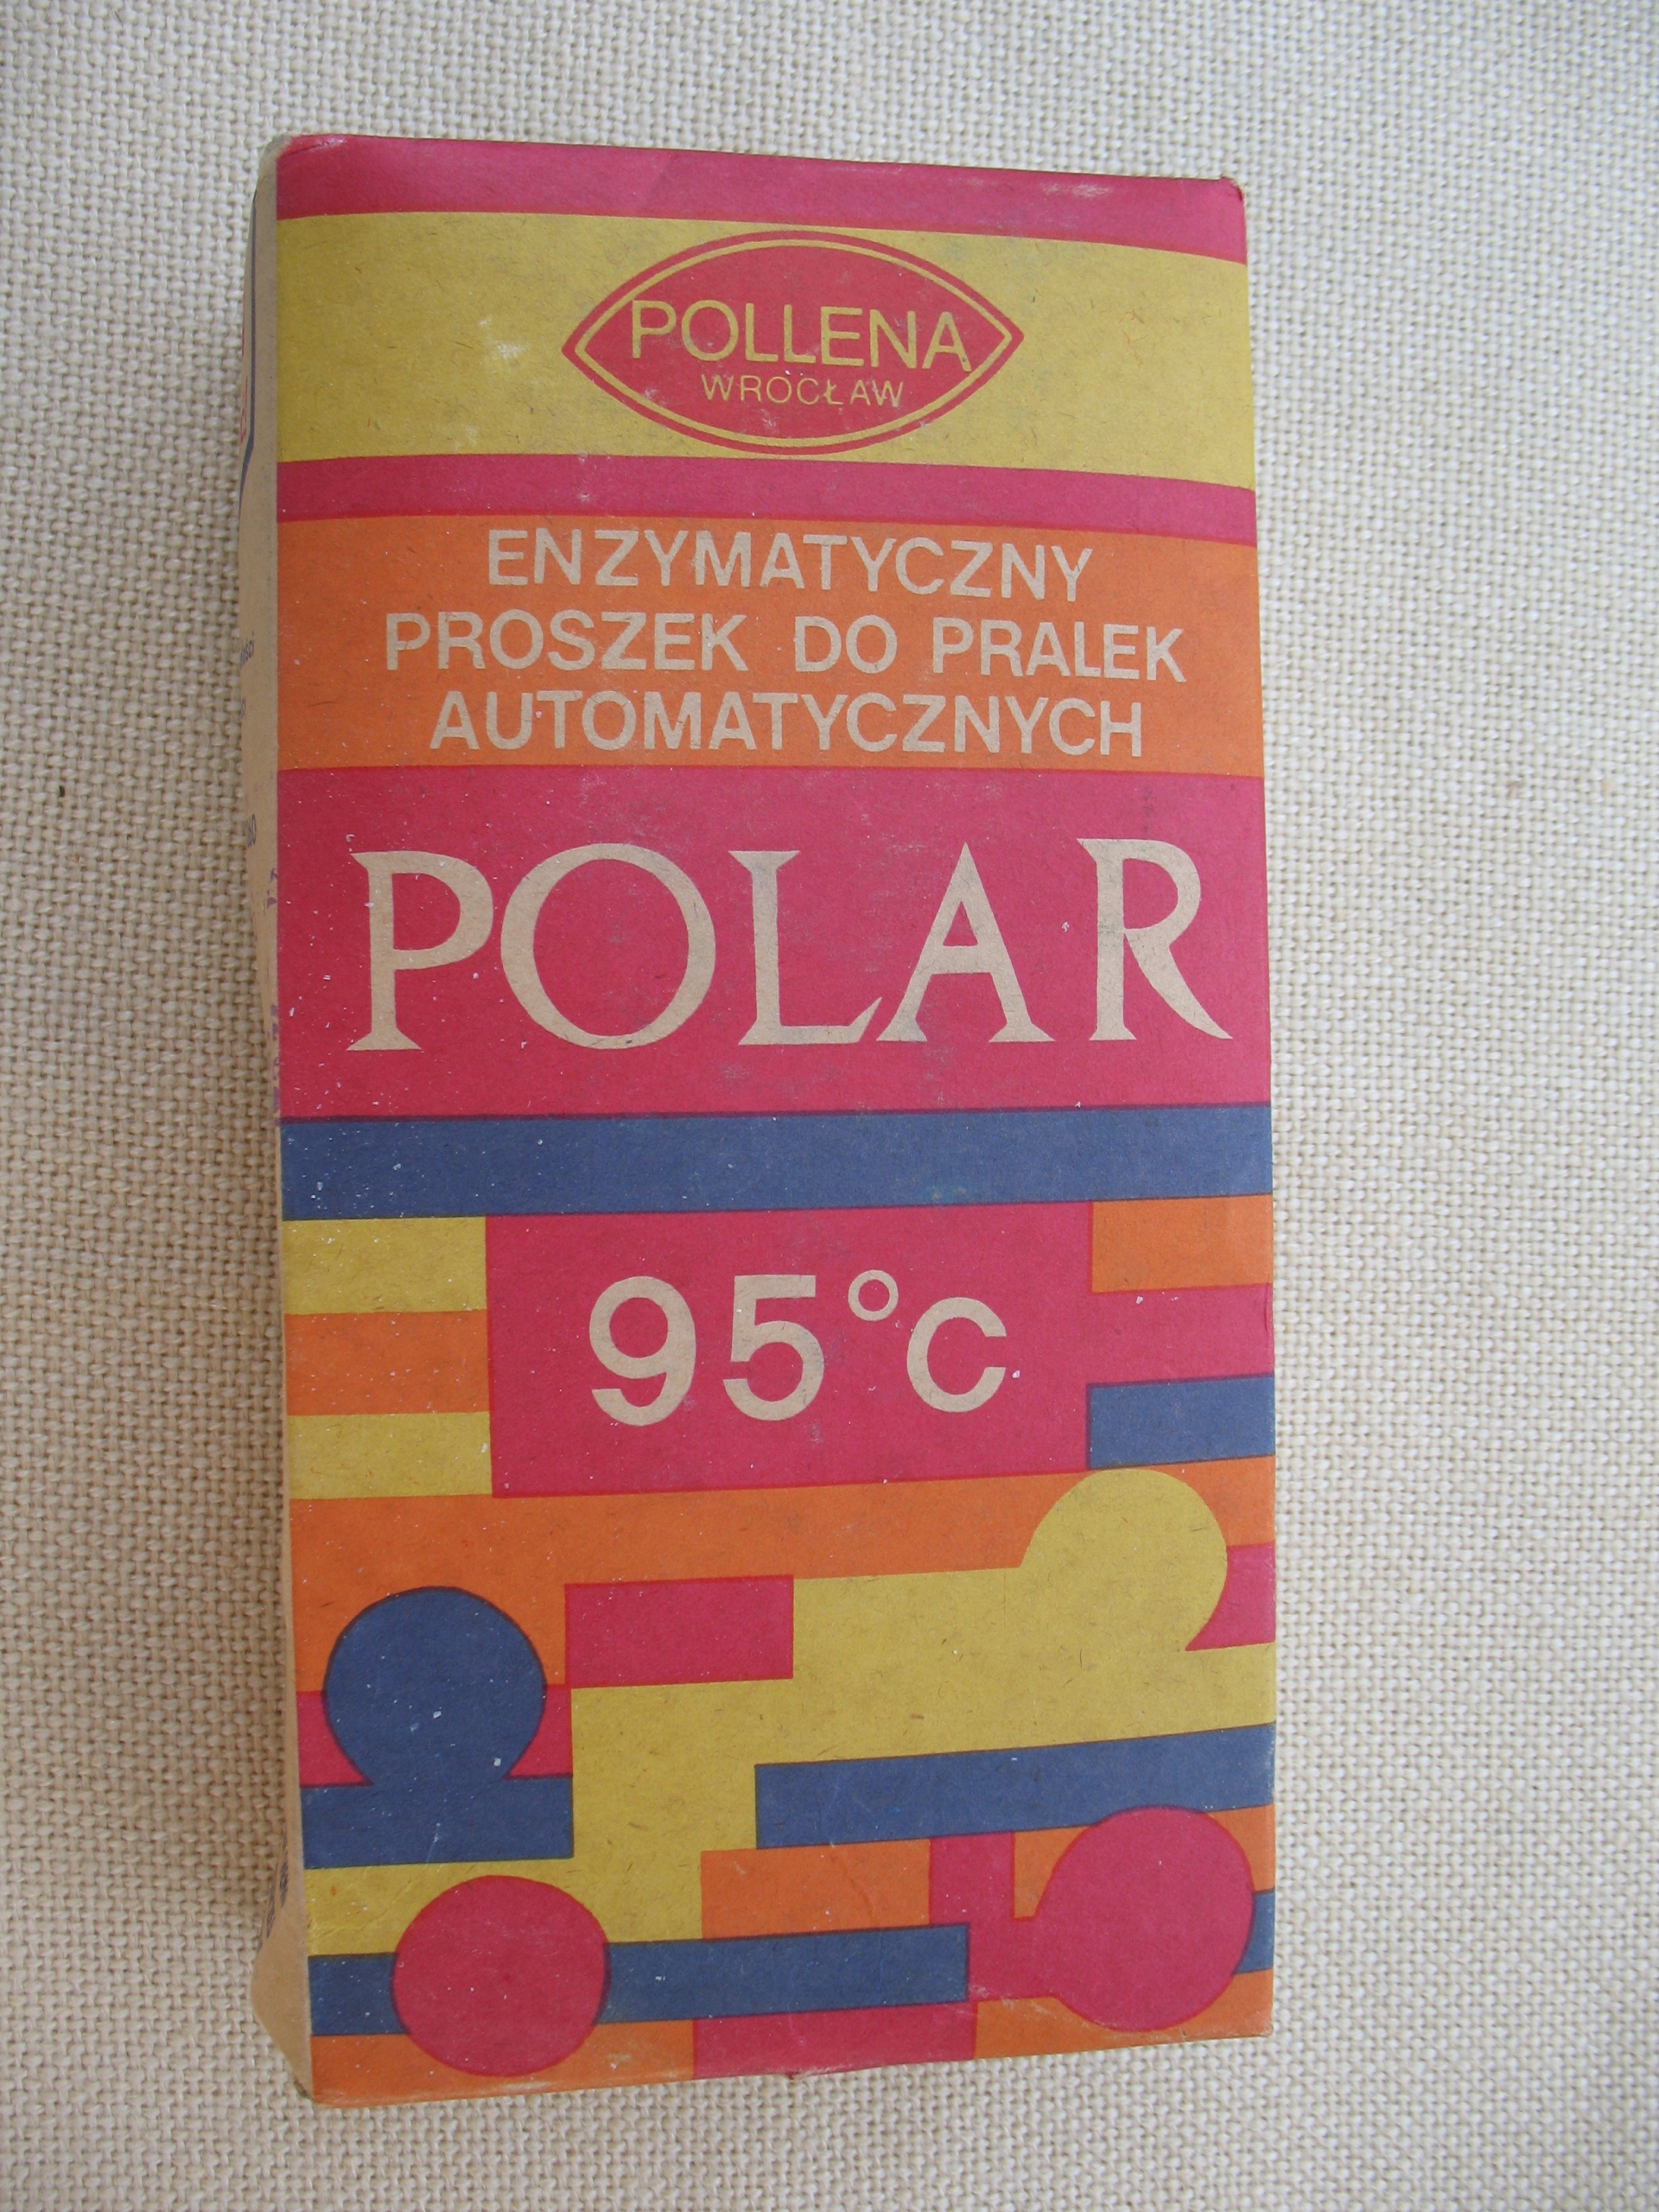 POLLENA
WROCŁAW
ENZYMATYCZNY
PROSZEK DO PRALEK
AUTOMATYCZNYCH
POLAR
95°C